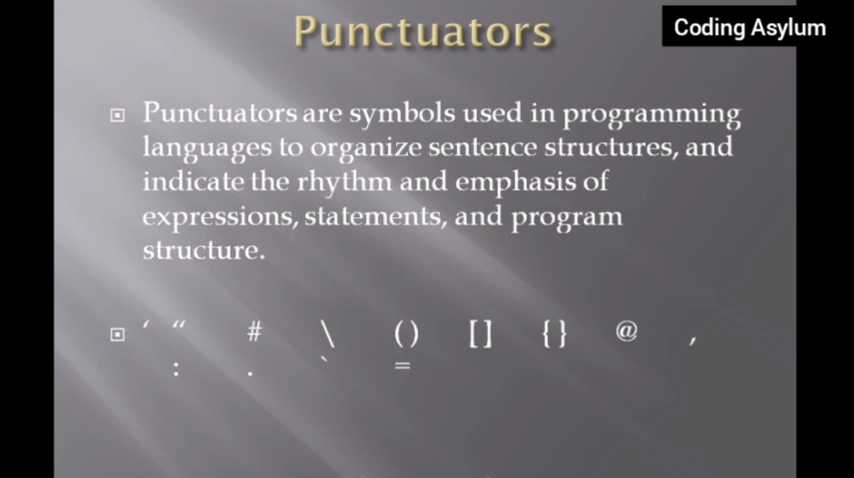 Punctuators
Coding Asylum
Punctuators are symbols used in programming
languages to organize sentence structures, and
indicate the rhythm and emphasis of
expressions, statements, and program
structure.
‘ “ # \ ( ) [ ] { } @ ,
: . ` =